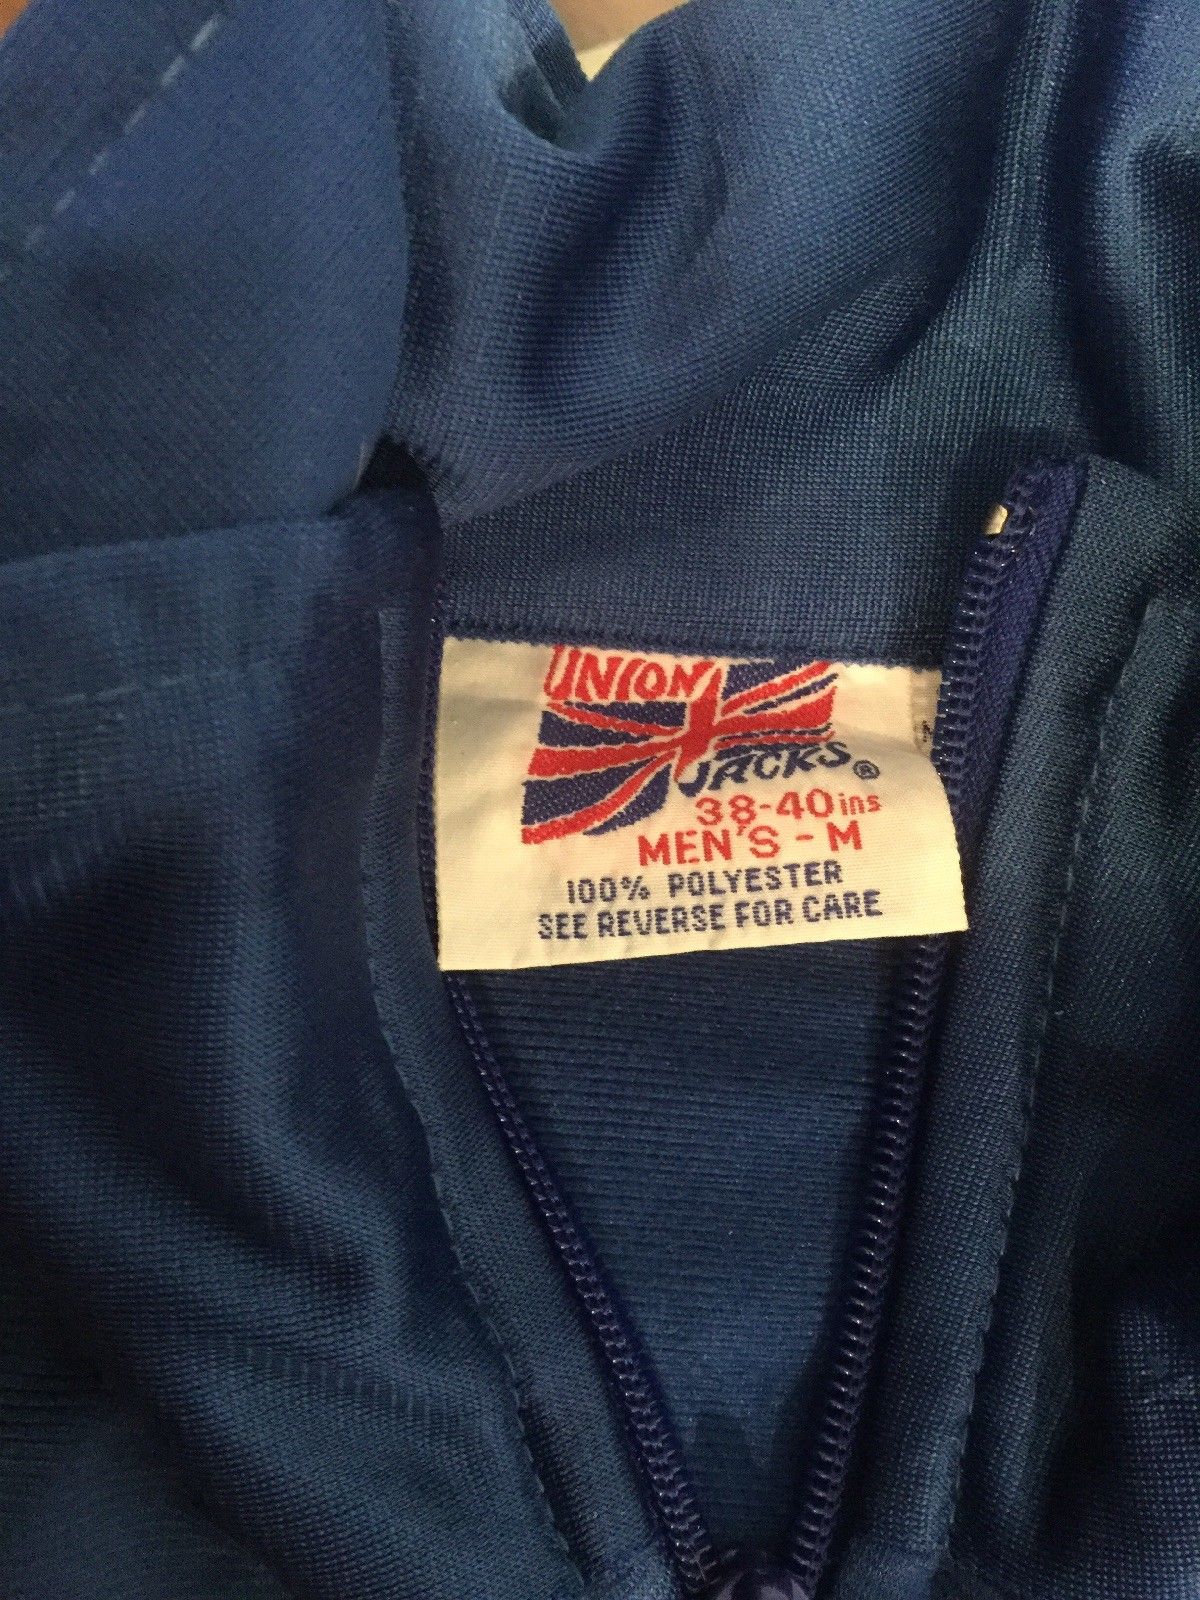 UNION
JACKS®
38-40ins
MEN'S - M
100% POLYESTER
SEE REVERSE FOR CARE